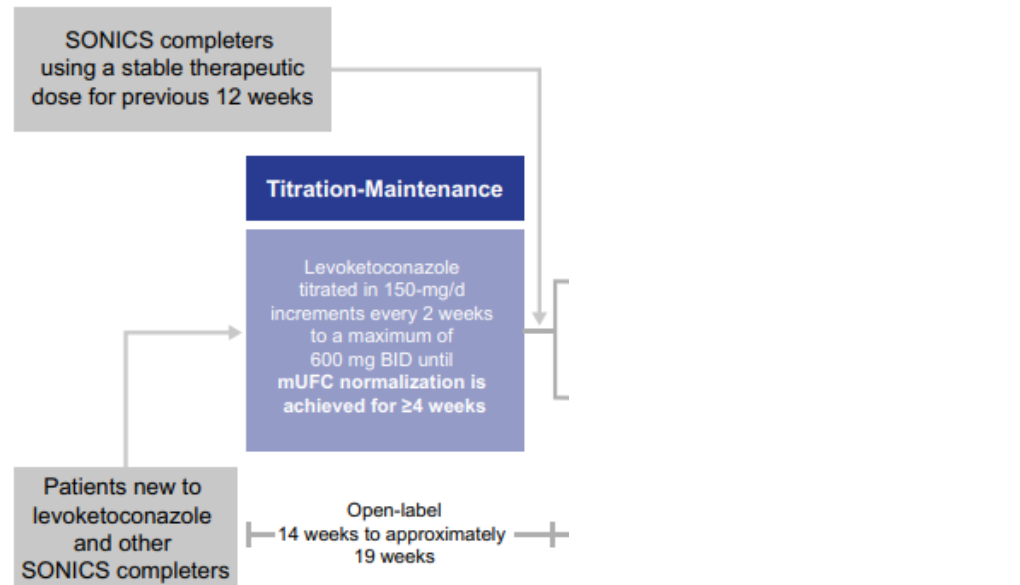 SONICS completers
using a stable therapeutic
dose for previous 12 weeks
Titration-Maintenance
Levoketoconazole
titrated in 150-mg/d
increments every 2 weeks
to a maximum of
600 mg BID until
mUFC normalization is
achieved for ≥4 weeks
Patients new to
levoketoconazole
and other
SONICS completers
Open-label
14 weeks to approximately
19 weeks